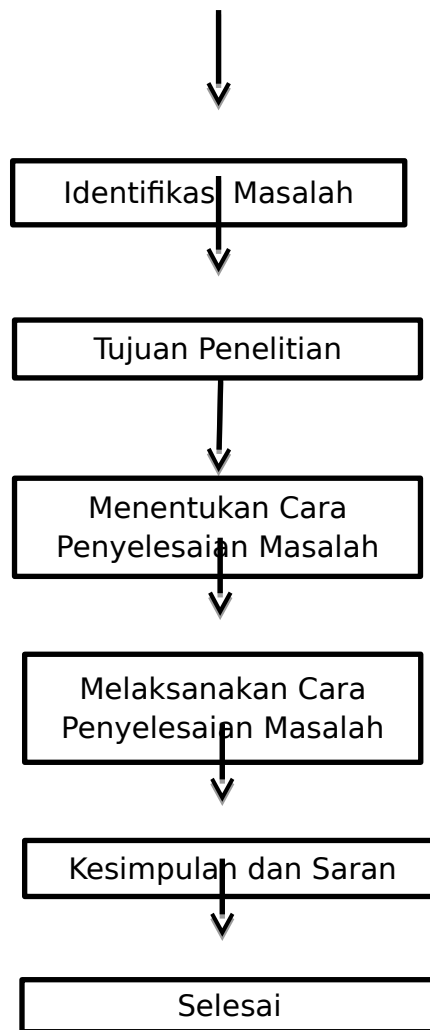 Identifikasi Masalah
Tujuan Penelitian
Menentukan Cara
Penyelesaian Masalah
Melaksanakan Cara
Penyelesaian Masalah
Kesimpulan dan Saran
Selesai